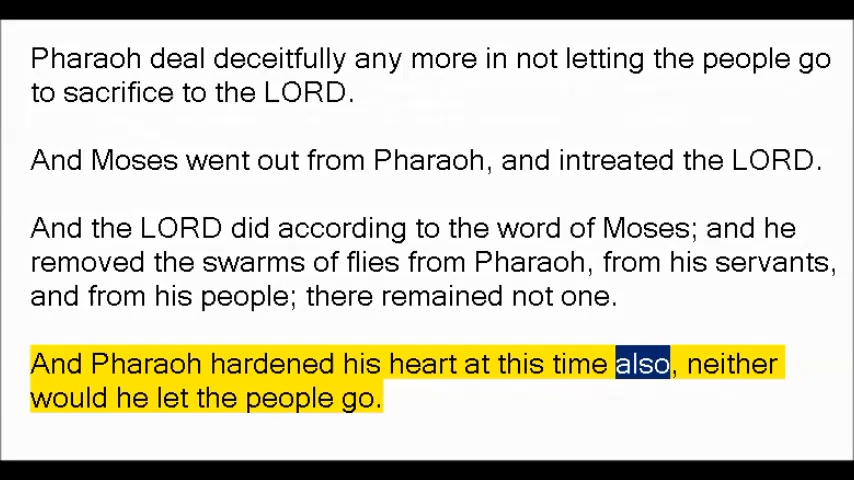 Pharaoh deal deceitfully any more in not letting the people go
to sacrifice to the LORD.
And Moses went out from Pharaoh, and intreated the LORD.
And the LORD did according to the word of Moses; and he
removed the swarms of flies from Pharaoh, from his servants,
and from his people; there remained not one.
And Pharaoh hardened his heart at this time also, neither
would he let the people go.